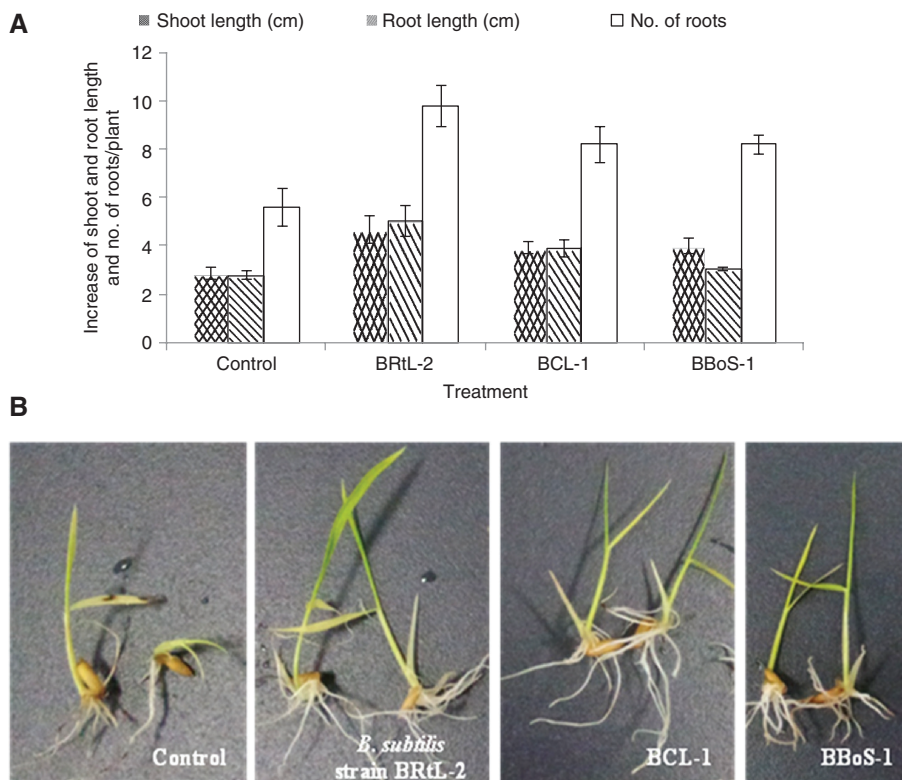 A
Shoot length (cm) Root length (cm) No. of roots
Increase of shoot and root length
and no. of roots/plant
12
10
8
6
4
2
0
Control BRtL-2 BCL-1 BBoS-1
Treatment
B
Control
B. subtilis
strain BRtL-2
BCL-1
BBoS-1